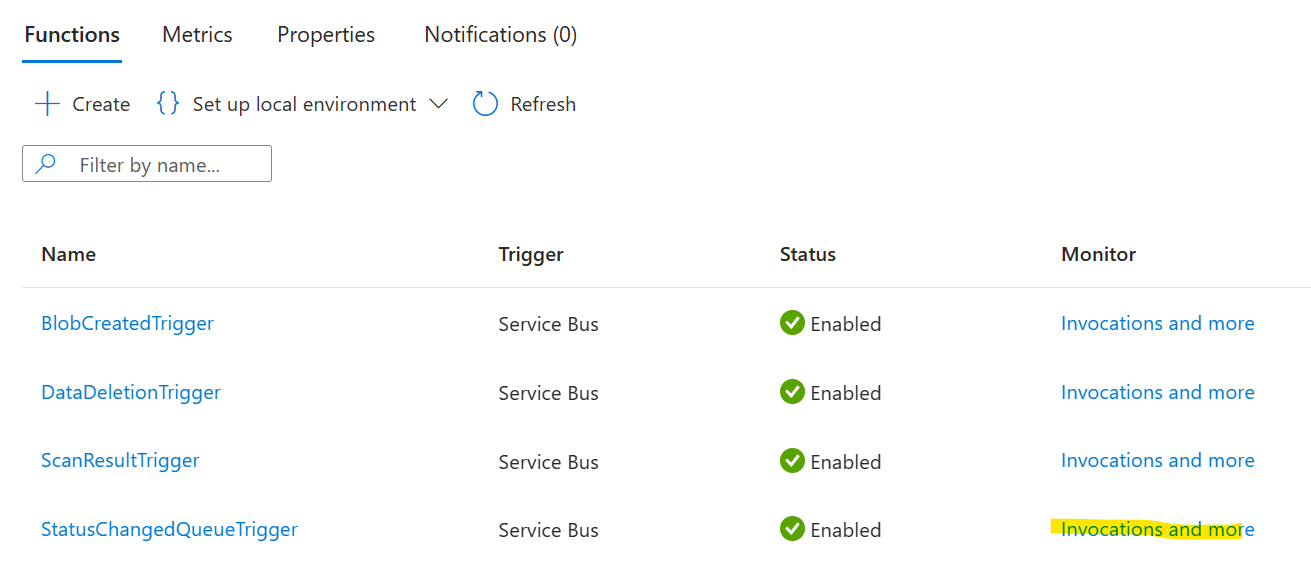 Functions Metrics Properties Notifications (0)
Create {} Set up local environment Refresh
Filter by name...
Name Trigger Status Monitor
BlobCreatedTrigger Service Bus Enabled Invocations and more
DataDeletionTrigger Service Bus Enabled Invocations and more
ScanResultTrigger Service Bus Enabled Invocations and more
StatusChangedQueueTrigger Service Bus Enabled Invocations and more